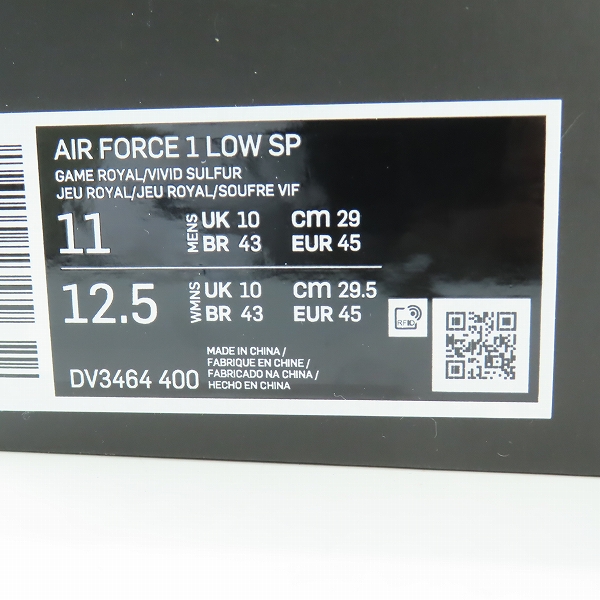 AIR FORCE 1 LOW SP
GAME ROYAL/VIVID SULFUR
JEU ROYAL/JEU ROYAL/SOUFRE VIF
11 MENS UK 10 cm 29
BR 43 EUR 45
12.5 WMNS UK 10 cm 29.5
BR 43 EUR 45
RFID
DV3464 400
MADE IN CHINA /
FABRIQUE EN CHINE /
FABRICADO NA CHINA /
HECHO EN CHINA